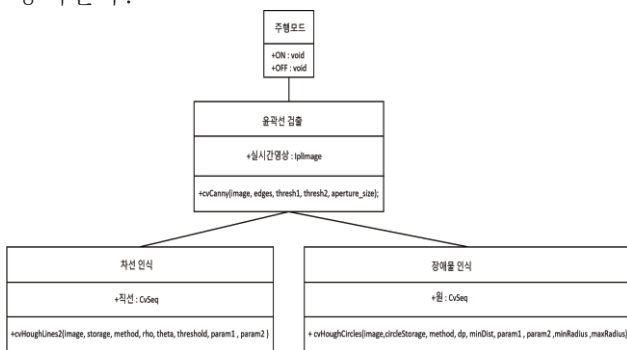 주행모드
+ON : void
+OFF : void
윤곽선 검출
+실시간영상 : IplImage
+cvCanny(image, edges, thresh1, thresh2, aperture_size);
차선 인식
+직선 : CvSeq
+cvHoughLines2(image, storage, method, rho, theta, threshold, param1 , param2 )
장애물 인식
+원 : CvSeq
+ cvHoughCircles(image,circleStorage, method, dp, minDist, param1 , param2 ,minRadius ,maxRadius)